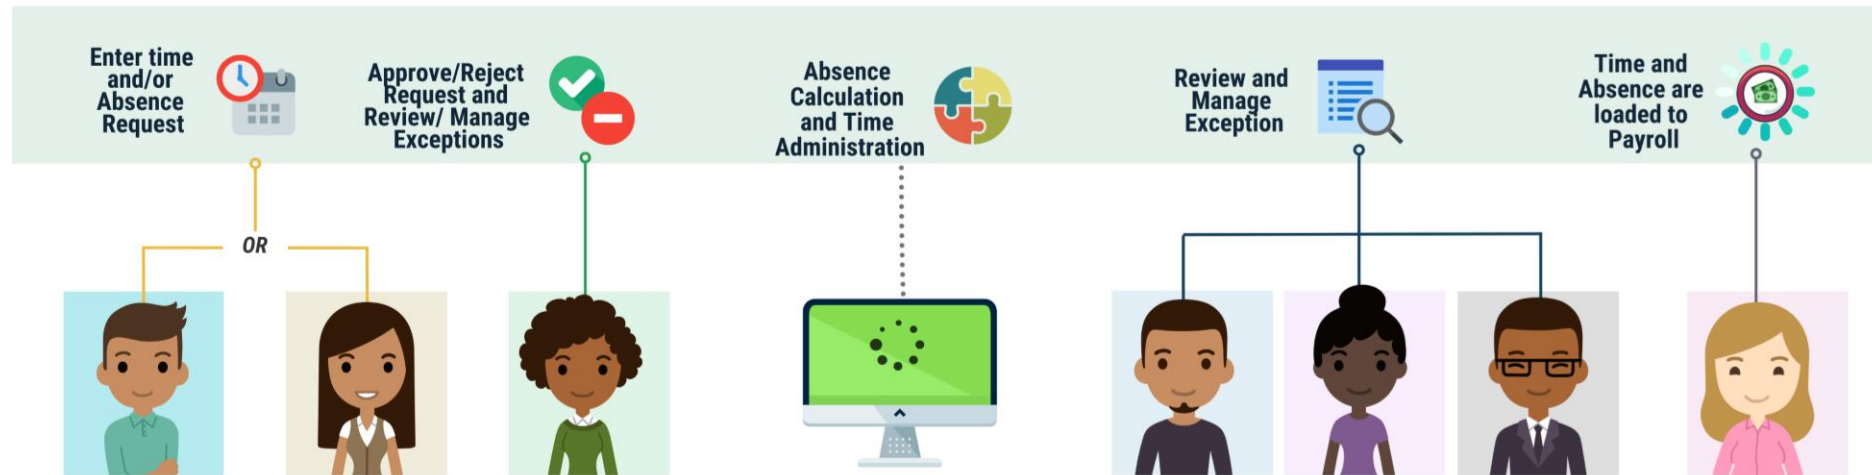 Enter time
and/or
Absence
Request
Approve/Reject
Request and
Review/ Manage
Exceptions
Absence
Calculation
and Time
Administration
Review and
Manage
Exception
Time and
Absence are
loaded to
Payroll
OR